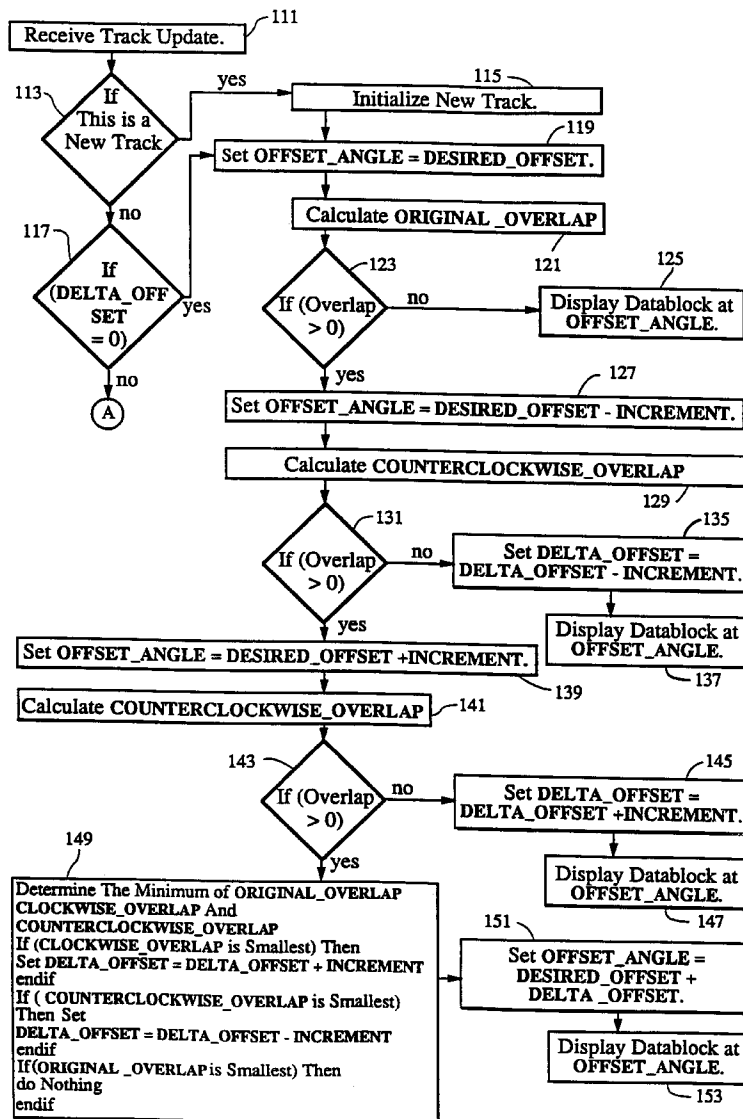 111
Receive Track Update.
113
If
This is a
New Track
yes
115
Initialize New Track.
119
Set OFFSET_ANGLE = DESIRED_OFFSET.
no
117
If
(DELTA_OFF
SET
= 0)
yes
no
A
Calculate ORIGINAL _OVERLAP
121
123
If (Overlap
> 0)
no
125
Display Datablock at
OFFSET_ANGLE.
yes
127
Set OFFSET_ANGLE = DESIRED_OFFSET - INCREMENT.
Calculate COUNTERCLOCKWISE_OVERLAP
129
131
If (Overlap
> 0)
no
135
Set DELTA_OFFSET =
DELTA_OFFSET - INCREMENT.
Display Datablock at
OFFSET_ANGLE.
137
yes
Set OFFSET_ANGLE = DESIRED_OFFSET +INCREMENT.
139
Calculate COUNTERCLOCKWISE_OVERLAP
141
143
If (Overlap
> 0)
no
145
Set DELTA_OFFSET =
DELTA_OFFSET +INCREMENT.
Display Datablock at
OFFSET_ANGLE.
147
yes
149
Determine The Minimum of ORIGINAL_OVERLAP
CLOCKWISE_OVERLAP And
COUNTERCLOCKWISE_OVERLAP
If (CLOCKWISE_OVERLAP is Smallest) Then
Set DELTA_OFFSET = DELTA_OFFSET + INCREMENT
endif
If ( COUNTERCLOCKWISE_OVERLAP is Smallest)
Then Set
DELTA_OFFSET = DELTA_OFFSET - INCREMENT
endif
If(ORIGINAL _OVERLAP is Smallest) Then
do Nothing
endif
151
Set OFFSET_ANGLE =
DESIRED_OFFSET +
DELTA _OFFSET.
Display Datablock at
OFFSET_ANGLE.
153